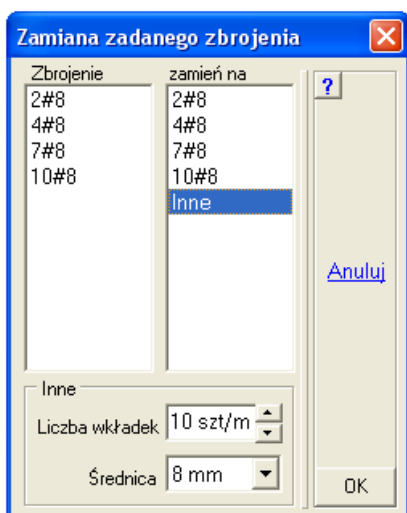 Zamiana zadanego zbrojenia
Zbrojenie
2#8
4#8
7#8
10#8
zamień na
2#8
4#8
7#8
10#8
Inne
?
Anuluj
Inne
Liczba wkładek 10 szt/m
Średnica 8 mm
OK